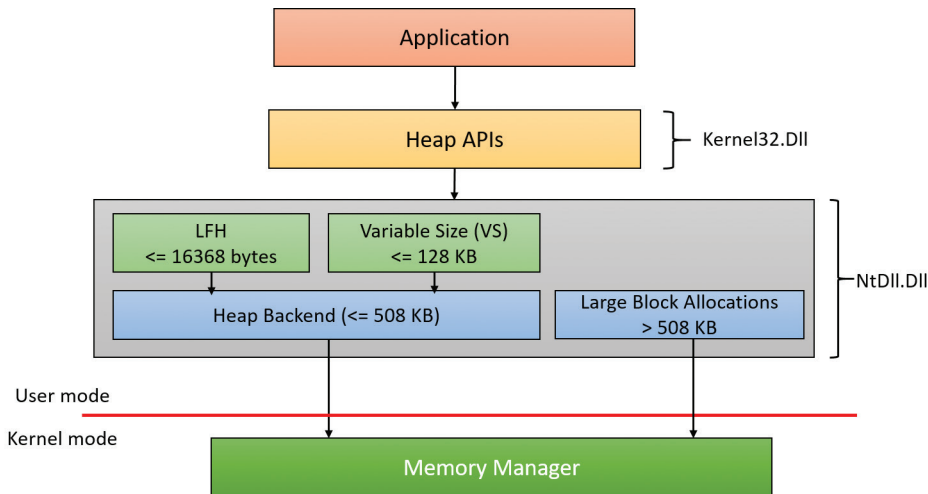 Application
Heap APIs
Kernel32.Dll
LFH
<= 16368 bytes
Variable Size (VS)
<= 128 KB
NtDll.Dll
Heap Backend (<= 508 KB)
Large Block Allocations
> 508 KB
User mode
Kernel mode
Memory Manager